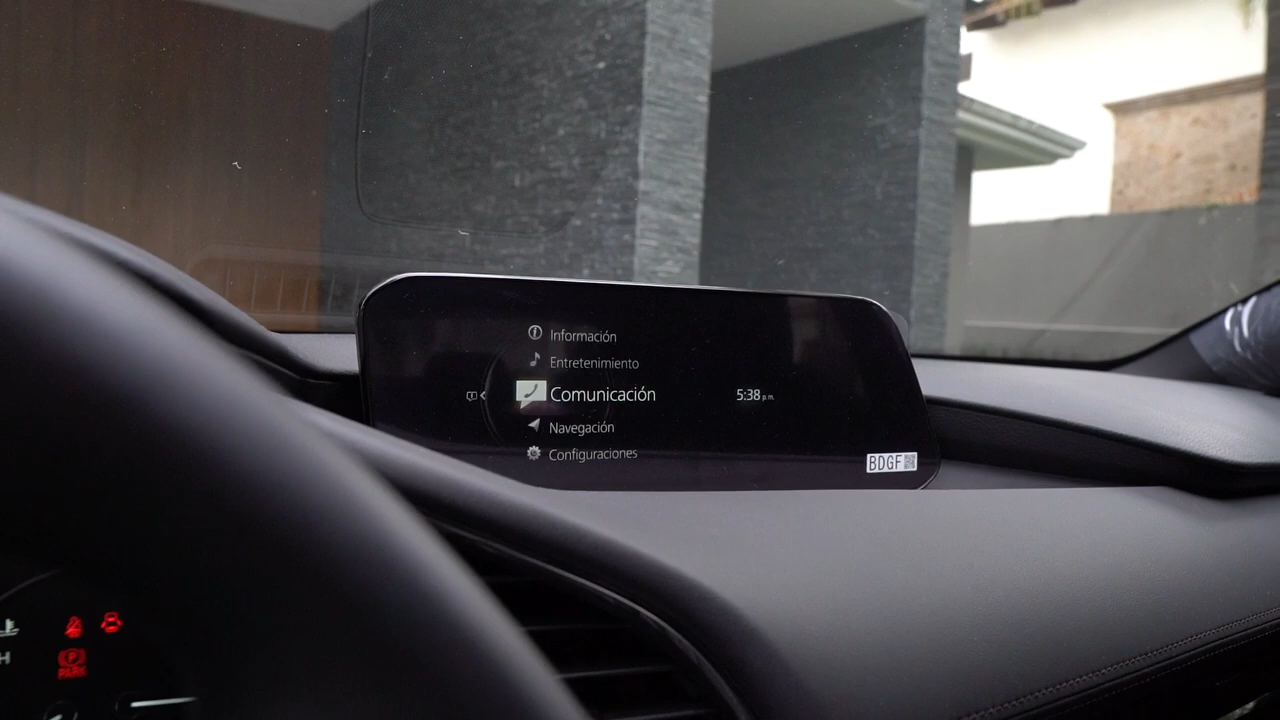 Información
Entretenimiento
Comunicación
5:38 p.m.
Navegación
Configuraciones
BDGF
H
P
PARK